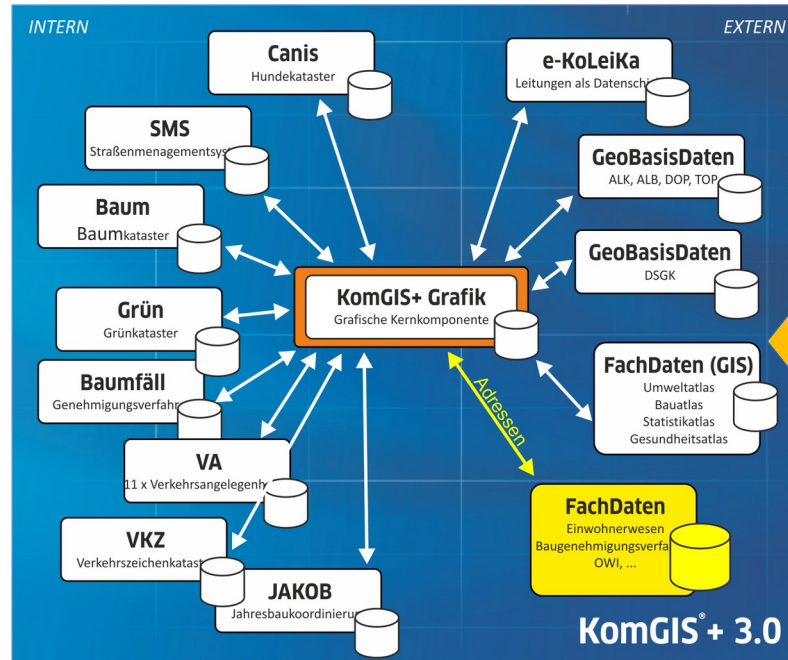 INTERN
EXTERN
Canis
Hundekataster
e-KoLeiKa
Leitungen als Datenschi
SMS
Straßenmenagementsyst
GeoBasisDaten
ALK, ALB, DOP, TOP
Baum
Baumkataster
GeoBasisDaten
DSGK
KomGIS+ Grafik
Grafische Kernkomponente
Grün
Grünkataster
FachDaten (GIS)
Umweltatlas
Bauatlas
Statistikatlas
Gesundheitsatlas
Baumfäll
Genehmigungsverfahr
Adressen
VA
11 x Verkehrsangelegenh
FachDaten
Einwohnerwesen
Baugenehmigungsverfa
OWI, ...
VKZ
Verkehrszeichenkatast
JAKOB
Jahresbaukoordinierun
KomGIS®+ 3.0